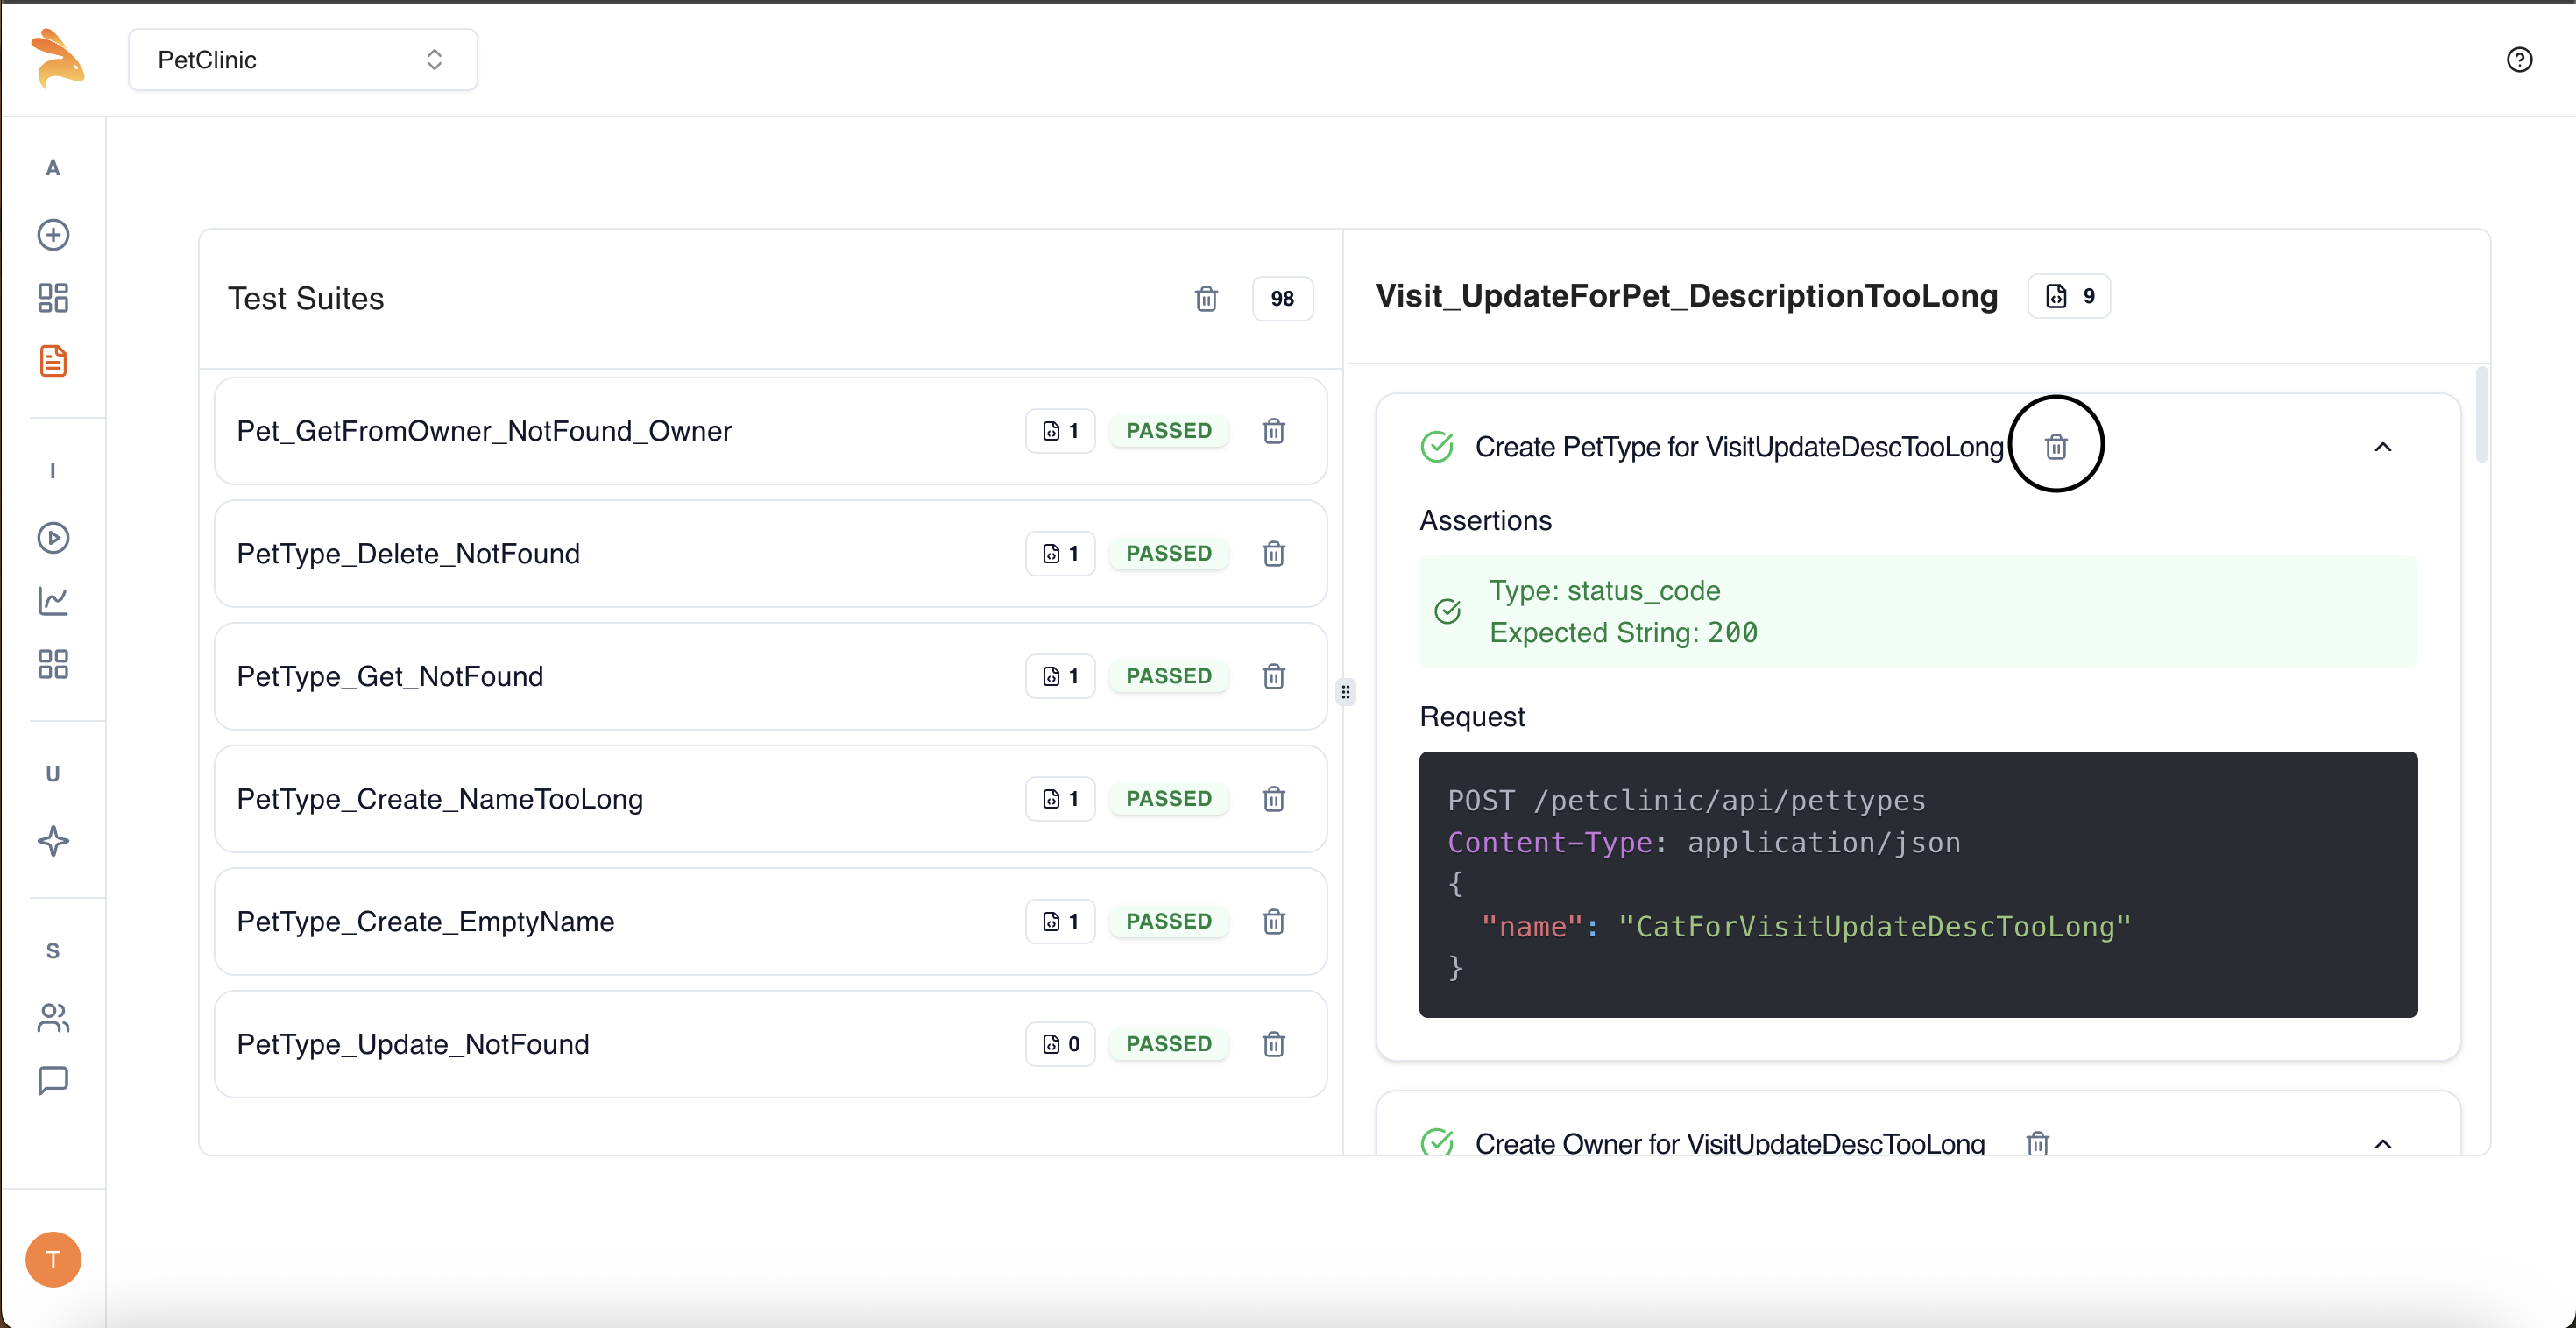 PetClinic
A
I
U
S
T
Test Suites
98
Pet_GetFromOwner_NotFound_Owner
1
PASSED
PetType_Delete_NotFound
1
PASSED
PetType_Get_NotFound
1
PASSED
PetType_Create_NameTooLong
1
PASSED
PetType_Create_EmptyName
1
PASSED
PetType_Update_NotFound
0
PASSED
Visit_UpdateForPet_DescriptionTooLong
9
Create PetType for VisitUpdateDescTooLong
Assertions
Type: status_code
Expected String: 200
Request
POST /petclinic/api/pettypes
Content-Type: application/json
{
"name": "CatForVisitUpdateDescTooLong"
}
Create Owner for VisitUpdateDescTooLong